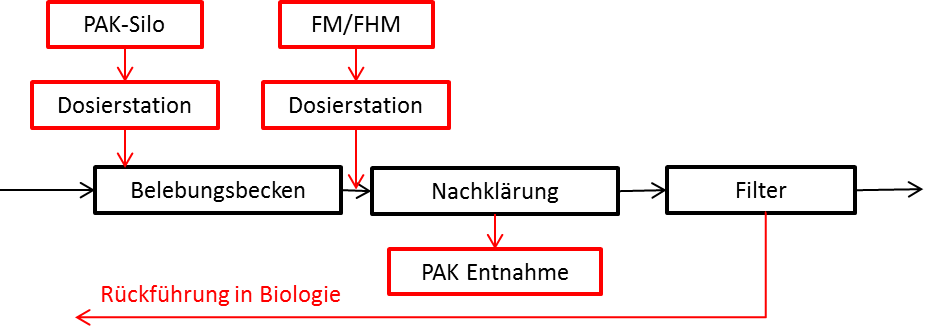 PAK-Silo
FM/FHM
Dosierstation
Dosierstation
Belebungsbecken
Nachklärung
Filter
PAK Entnahme
Rückführung in Biologie